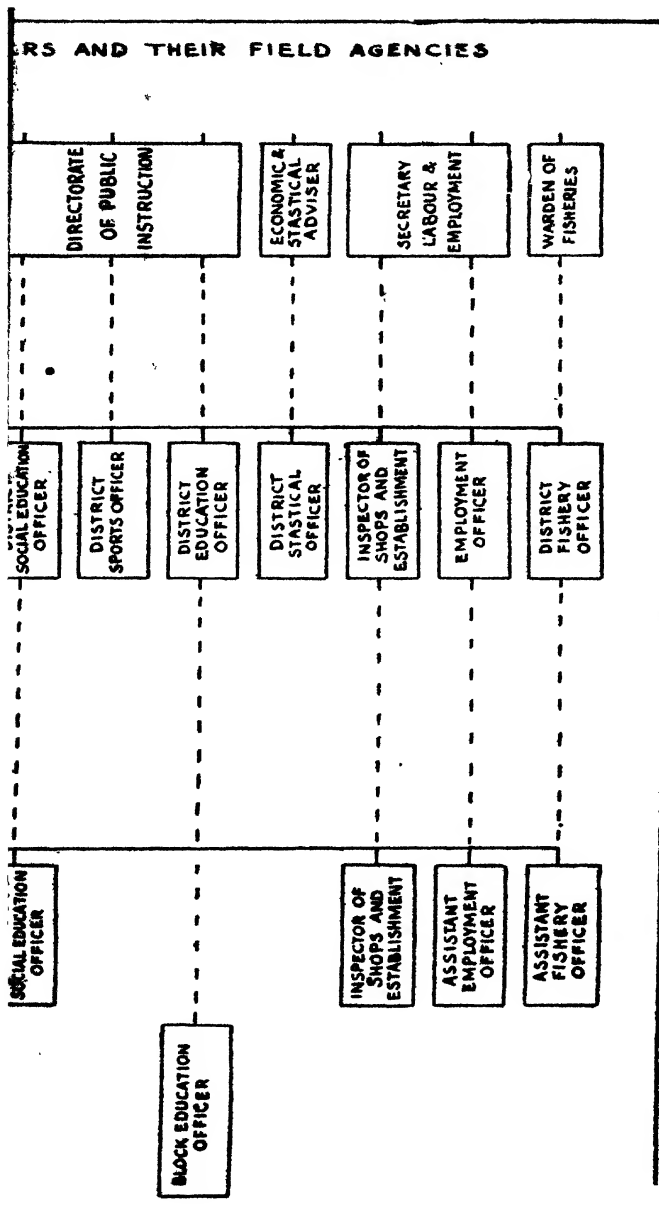 RS AND THEIR FIELD AGENCIES
DIRECTORATE
OF PUBLIC
INSTRUCTION
ECONOMIC &
STASTICAL
ADVISER
SECRETARY
LABOUR &
EMPLOYMENT
WARDEN OF
FISHERIES
SOCIAL EDUCATION
OFFICER
DISTRICT
SPORTS OFFICER
DISTRICT
EDUCATION
OFFICER
DISTRICT
STASTICAL
OFFICER
INSPECTOR OF
SHOPS AND
ESTABLISHMENT
EMPLOYMENT
OFFICER
DISTRICT
FISHERY
OFFICER
SOCIAL EDUCATION
OFFICER
INSPECTOR OF
SHOPS AND
ESTABLISHMENT
ASSISTANT
EMPLOYMENT
OFFICER
ASSISTANT
FISHERY
OFFICER
BLOCK EDUCATION
OFFICER